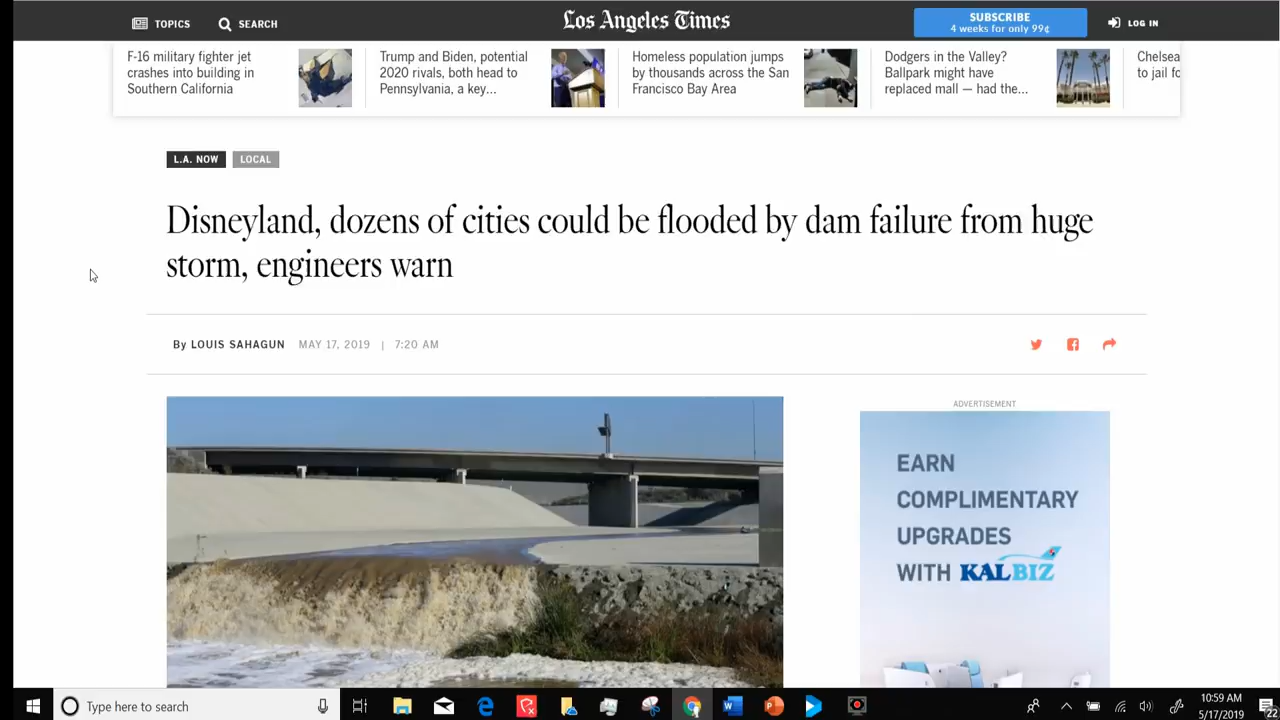 TOPICS
SEARCH
Los Angeles Times
SUBSCRIBE
4 weeks for only 99¢
LOG IN
F-16 military fighter jet
crashes into building in
Southern California
Trump and Biden, potential
2020 rivals, both head to
Pennsylvania, a key...
Homeless population jumps
by thousands across the San
Francisco Bay Area
Dodgers in the Valley?
Ballpark might have
replaced mall — had the...
Chelsea
to jail fo
L.A. NOW
LOCAL
Disneyland, dozens of cities could be flooded by dam failure from huge
storm, engineers warn
By LOUIS SAHAGUN MAY 17, 2019 | 7:20 AM
ADVERTISEMENT
EARN
COMPLIMENTARY
UPGRADES
WITH KALBIZ
Type here to search
10:59 AM
5/17/2019
22